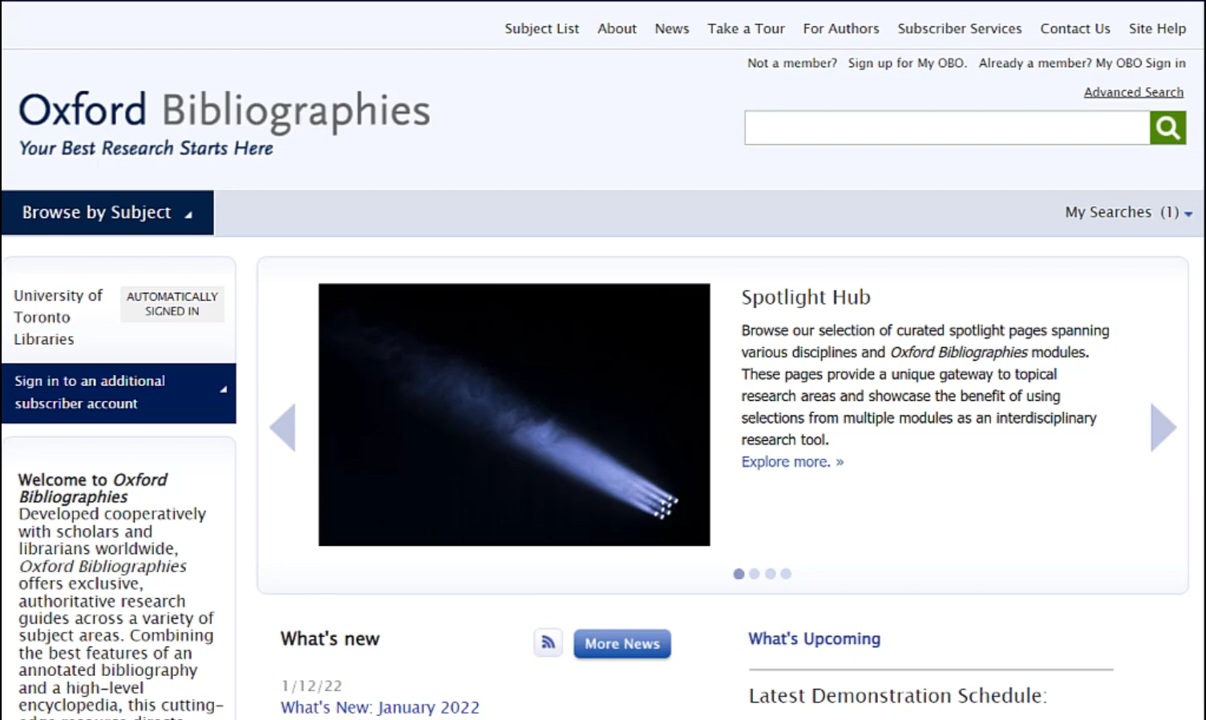 Subject List About News Take a Tour For Authors Subscriber Services Contact Us Site Help
Not a member? Sign up for My OBO. Already a member? My OBO Sign in
Advanced Search
Oxford Bibliographies
Your Best Research Starts Here
Browse by Subject
My Searches (1)
University of
Toronto
Libraries
AUTOMATICALLY
SIGNED IN
Sign in to an additional
subscriber account
Welcome to Oxford
Bibliographies
Developed cooperatively
with scholars and
librarians worldwide,
Oxford Bibliographies
offers exclusive,
authoritative research
guides across a variety of
subject areas. Combining
the best features of an
annotated bibliography
and a high-level
encyclopedia, this cutting-
Spotlight Hub
Browse our selection of curated spotlight pages spanning
various disciplines and Oxford Bibliographies modules.
These pages provide a unique gateway to topical
research areas and showcase the benefit of using
selections from multiple modules as an interdisciplinary
research tool.
Explore more. »
What's new
More News
1/12/22
What's New: January 2022
What's Upcoming
Latest Demonstration Schedule: